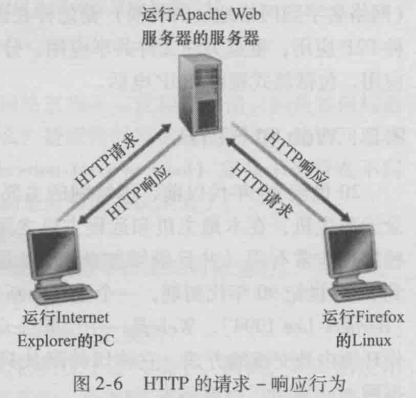 运行Apache Web
服务器的服务器
HTTP请求
HTTP响应
HTTP响应
HTTP请求
运行Internet
Explorer的PC
运行Firefox
的Linux
图2-6 HTTP 的请求－响应行为